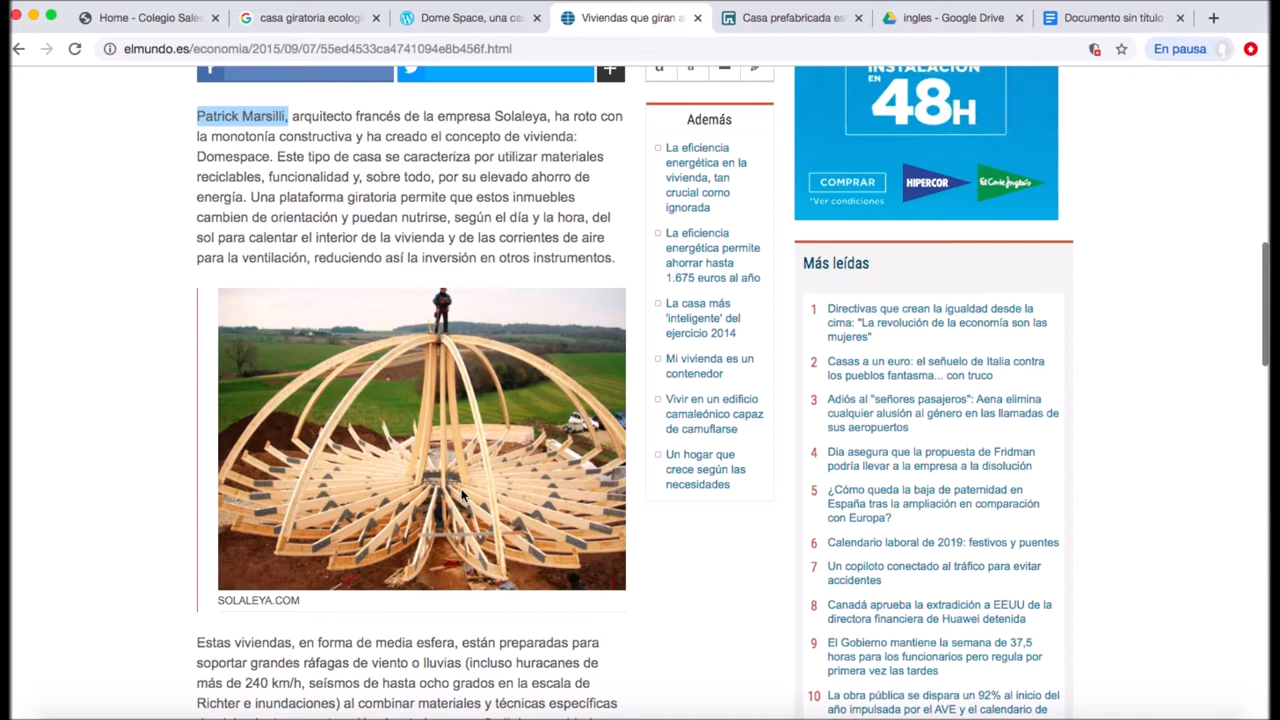 Home - Colegio Sales
casa giratoria ecologi
Dome Space, una cas
Viviendas que giran a
Casa prefabricada es
ingles - Google Drive
Documento sin título
elmundo.es/economia/2015/09/07/55ed4533ca4741094e8b456f.html
En pausa
Patrick Marsilli, arquitecto francés de la empresa Solaleya, ha roto con
la monotonía constructiva y ha creado el concepto de vivienda:
Domespace. Este tipo de casa se caracteriza por utilizar materiales
reciclables, funcionalidad y, sobre todo, por su elevado ahorro de
energía. Una plataforma giratoria permite que estos inmuebles
cambien de orientación y puedan nutrirse, según el día y la hora, del
sol para calentar el interior de la vivienda y de las corrientes de aire
para la ventilación, reduciendo así la inversión en otros instrumentos.
SOLALEYA.COM
Estas viviendas, en forma de media esfera, están preparadas para
soportar grandes ráfagas de viento o lluvias (incluso huracanes de
más de 240 km/h, seísmos de hasta ocho grados en la escala de
Richter e inundaciones) al combinar materiales y técnicas específicas
Además
La eficiencia
energética en la
vivienda, tan
crucial como
ignorada
La eficiencia
energética permite
ahorrar hasta
1.675 euros al año
La casa más
'inteligente' del
ejercicio 2014
Mi vivienda es un
contenedor
Vivir en un edificio
camaleónico capaz
de camuflarse
Un hogar que
crece según las
necesidades
INSTALACIÓN
EN
48H
COMPRAR
HIPERCOR
El Corte Inglés
*Ver condiciones
Más leídas
1 Directivas que crean la igualdad desde la
cima: "La revolución de la economía son las
mujeres"
2 Casas a un euro: el señuelo de Italia contra
los pueblos fantasma... con truco
3 Adiós al "señores pasajeros": Aena elimina
cualquier alusión al género en las llamadas de
sus aeropuertos
4 Dia asegura que la propuesta de Fridman
podría llevar a la empresa a la disolución
5 ¿Cómo queda la baja de paternidad en
España tras la ampliación en comparación
con Europa?
6 Calendario laboral de 2019: festivos y puentes
7 Un copiloto conectado al tráfico para evitar
accidentes
8 Canadá aprueba la extradición a EEUU de la
directora financiera de Huawei detenida
9 El Gobierno mantiene la semana de 37,5
horas para los funcionarios pero regula por
primera vez las tardes
10 La obra pública se dispara un 92% al inicio del
año impulsada por el AVE y el calendario de